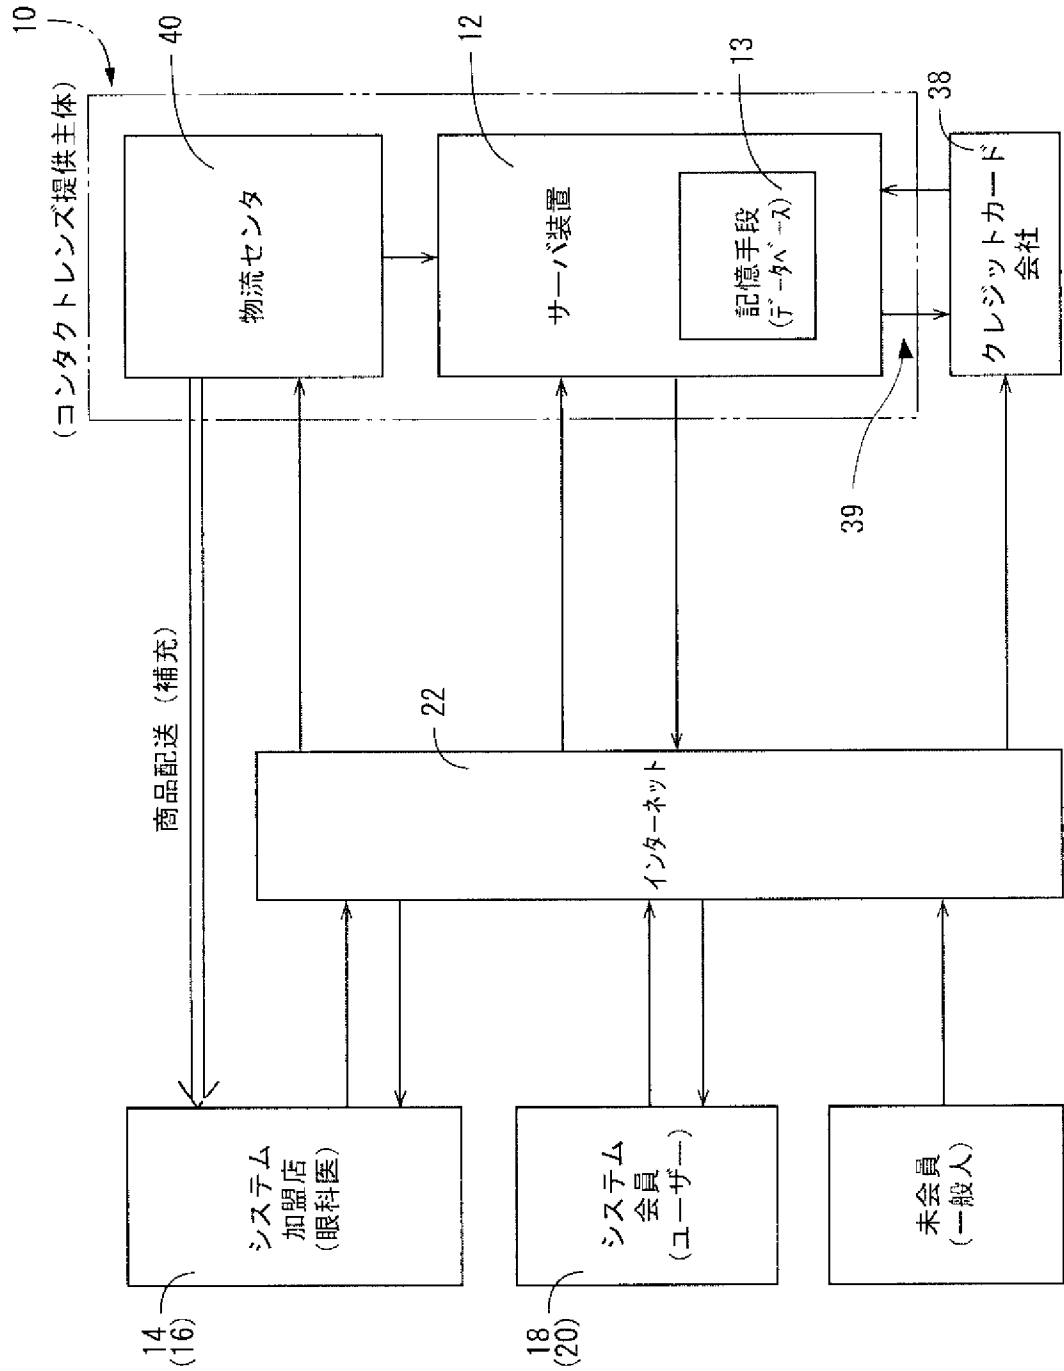 10
(コンタクトレンズ提供主体)
40
物流センタ
12
サーバ装置
13
記憶手段
(データベース)
38
クレジットカード
会社
39
商品配送 (補充)
22
インターネット
システム
加盟店
(眼科医)
14
(16)
システム
会員
(ユーザー)
18
(20)
未会員
(一般人)